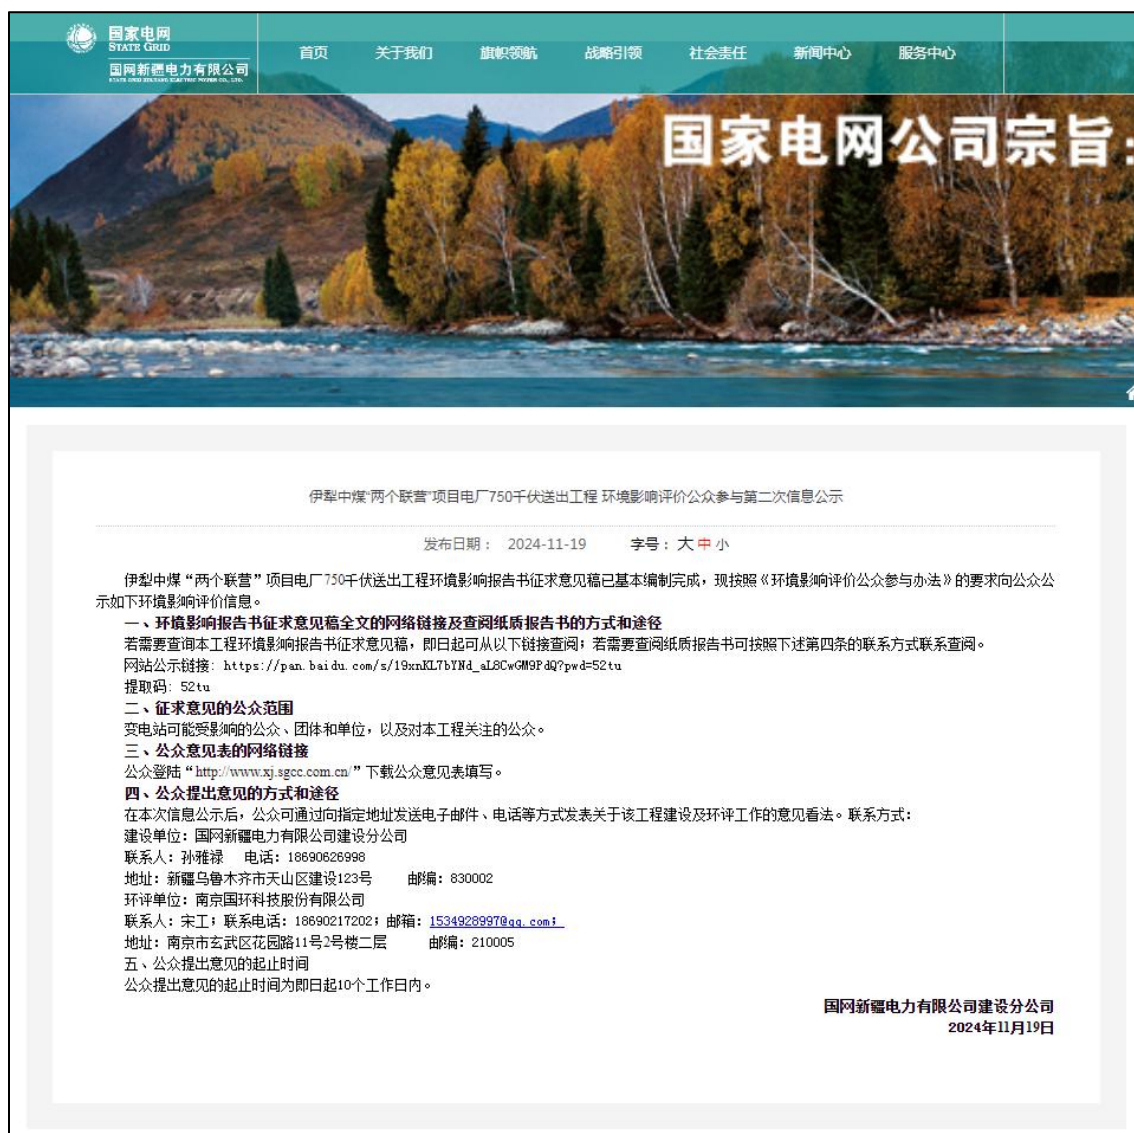 国家电网
STATE GRID
国网新疆电力有限公司
STATE GRID XINJIANG ELECTRIC POWER CO., LTD.
首页 关于我们 旗帜领航 战略引领 社会责任 新闻中心 服务中心
国家电网公司宗旨：
伊犁中煤“两个联营”项目电厂750千伏送出工程 环境影响评价公众参与第二次信息公示
发布日期： 2024-11-19 字号：大 中 小
伊犁中煤“两个联营”项目电厂750千伏送出工程环境影响报告书征求意见稿已基本编制完成，现按照《环境影响评价公众参与办法》的要求向公众公
示如下环境影响评价信息。
一、环境影响报告书征求意见稿全文的网络链接及查阅纸质报告书的方式和途径
若需要查询本工程环境影响报告书征求意见稿，即日起可从以下链接查阅；若需要查阅纸质报告书可按照下述第四条的联系方式联系查阅。
网站公示链接：https://pan.baidu.com/s/19xnKL7bYNd_aL8CwGM9PdQ?pwd=52tu
提取码：52tu
二、征求意见的公众范围
变电站可能受影响的公众、团体和单位，以及对本工程关注的公众。
三、公众意见表的网络链接
公众登陆“http://www.xj.sgcc.com.cn/”下载公众意见表填写。
四、公众提出意见的方式和途径
在本次信息公示后，公众可通过向指定地址发送电子邮件、电话等方式发表关于该工程建设及环评工作的意见看法。联系方式：
建设单位：国网新疆电力有限公司建设分公司
联系人：孙雅禄 电话：18690626998
地址：新疆乌鲁木齐市天山区建设123号 邮编：830002
环评单位：南京国环科技股份有限公司
联系人：宋工；联系电话：18690217202；邮箱：1534928997@qq.com；
地址：南京市玄武区花园路11号2号楼二层 邮编：210005
五、公众提出意见的起止时间
公众提出意见的起止时间为即日起10个工作日内。
国网新疆电力有限公司建设分公司
2024年11月19日